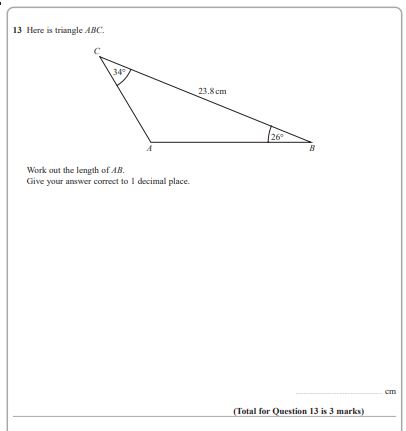 13 Here is triangle ABC.
C
34°
23.8 cm
26°
A
B
Work out the length of AB.
Give your answer correct to 1 decimal place.
cm
(Total for Question 13 is 3 marks)